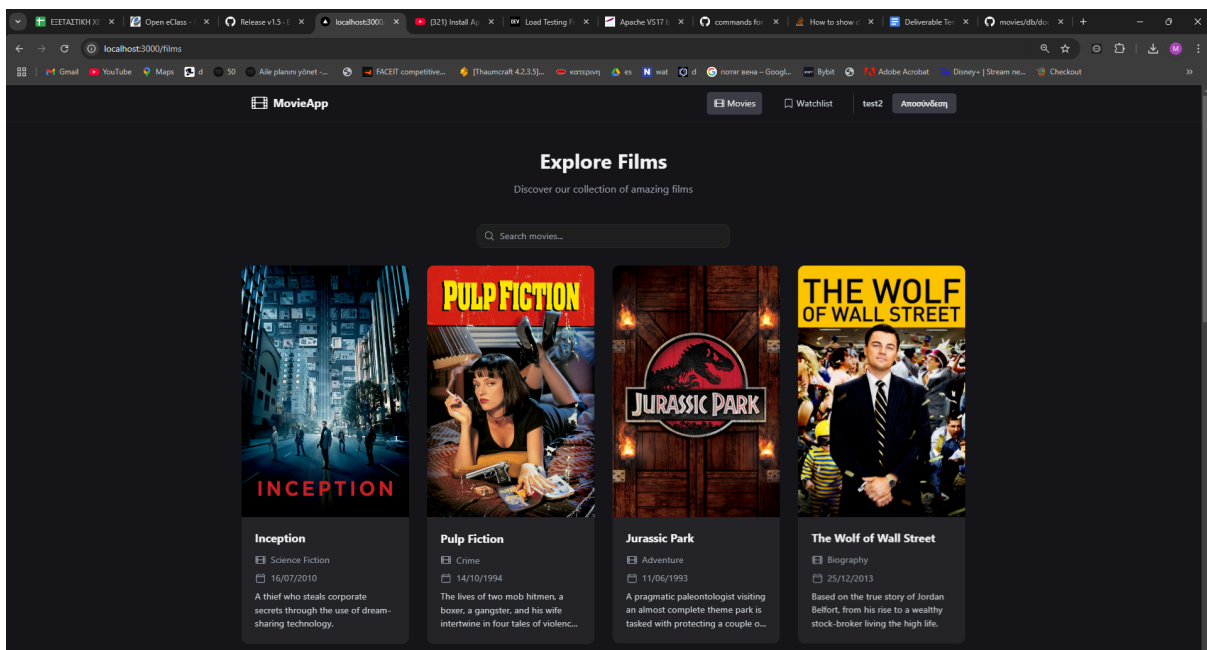 ΕΞΕΤΑΣΤΙΚΗ ΧΕ
Open eClass -
Release v1.5 -
localhost:3000/
(321) Install Ap
Load Testing Fu
Apache VS17 b
commands for
How to show d
Deliverable Tes
movies/db/doc
localhost:3000/films
Gmail
YouTube
Maps
d
50
Aile planını yönet -...
FACEIT competitive...
[Thaumcraft 4.2.3.5]...
κατερινη
es
wat
d
Bybit
Adobe Acrobat
Disney+ | Stream ne...
Checkout
MovieApp
Movies
Watchlist
test2
Αποσύνδεση
Explore Films
Discover our collection of amazing films
Search movies...
INCEPTION
PULP FICTION
JURASSIC PARK
THE WOLF
OF WALL STREET
Inception
Science Fiction
16/07/2010
A thief who steals corporate
secrets through the use of dream-
sharing technology.
Pulp Fiction
Crime
14/10/1994
The lives of two mob hitmen, a
boxer, a gangster, and his wife
intertwine in four tales of violenc...
Jurassic Park
Adventure
11/06/1993
A pragmatic paleontologist visiting
an almost complete theme park is
tasked with protecting a couple o...
The Wolf of Wall Street
Biography
25/12/2013
Based on the true story of Jordan
Belfort, from his rise to a wealthy
stock-broker living the high life.